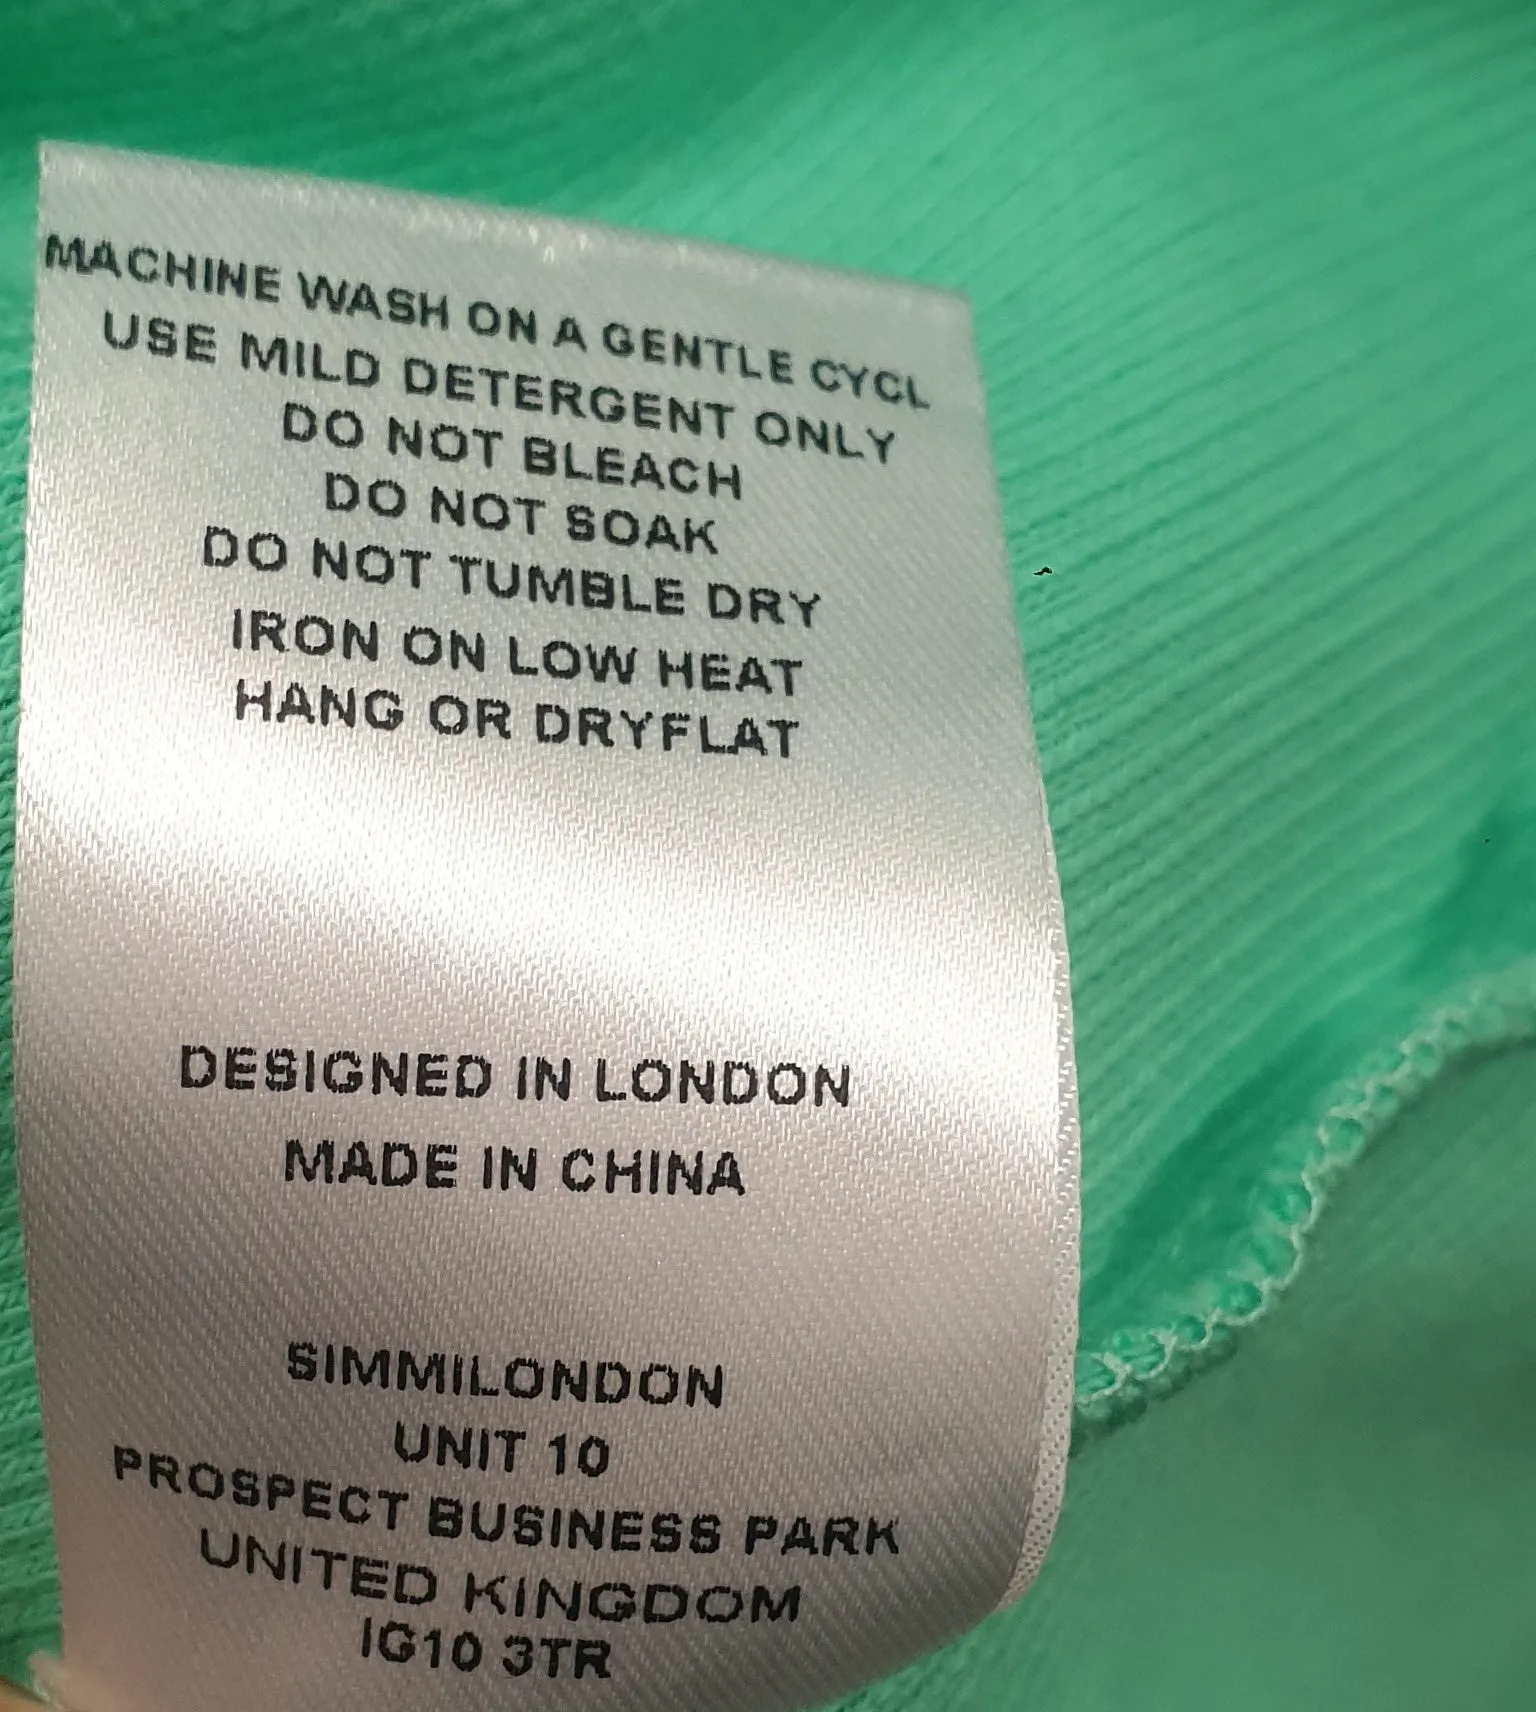 MACHINE WASH ON A GENTLE CYCL
USE MILD DETERGENT ONLY
DO NOT BLEACH
DO NOT SOAK
DO NOT TUMBLE DRY
IRON ON LOW HEAT
HANG OR DRYFLAT
DESIGNED IN LONDON
MADE IN CHINA
SIMMILONDON
UNIT 10
PROSPECT BUSINESS PARK
UNITED KINGDOM
IG10 3TR